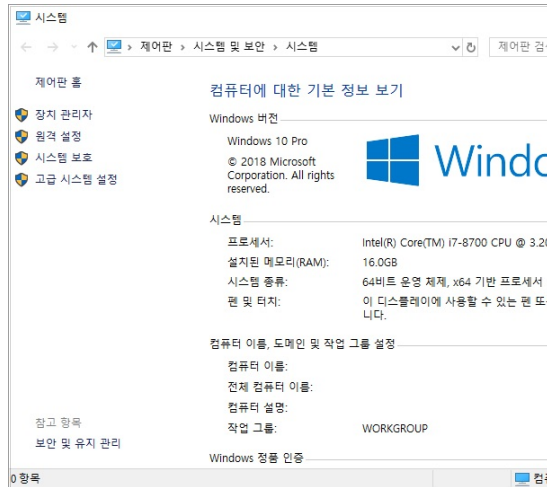 시스템
제어판 › 시스템 및 보안 › 시스템
제어판
제어판 홈
장치 관리자
원격 설정
시스템 보호
고급 시스템 설정
컴퓨터에 대한 기본 정보 보기
Windows 버전
Windows 10 Pro
© 2018 Microsoft
Corporation. All rights
reserved.
시스템
프로세서: Intel(R) Core(TM) i7-8700 CPU @ 3.20
설치된 메모리(RAM): 16.0GB
시스템 종류: 64비트 운영 체제, x64 기반 프로세서
펜 및 터치: 이 디스플레이에 사용할 수 있는 펜 또
니다.
컴퓨터 이름, 도메인 및 작업 그룹 설정
컴퓨터 이름:
전체 컴퓨터 이름:
컴퓨터 설명:
작업 그룹: WORKGROUP
Windows 정품 인증
참고 항목
보안 및 유지 관리
0 항목